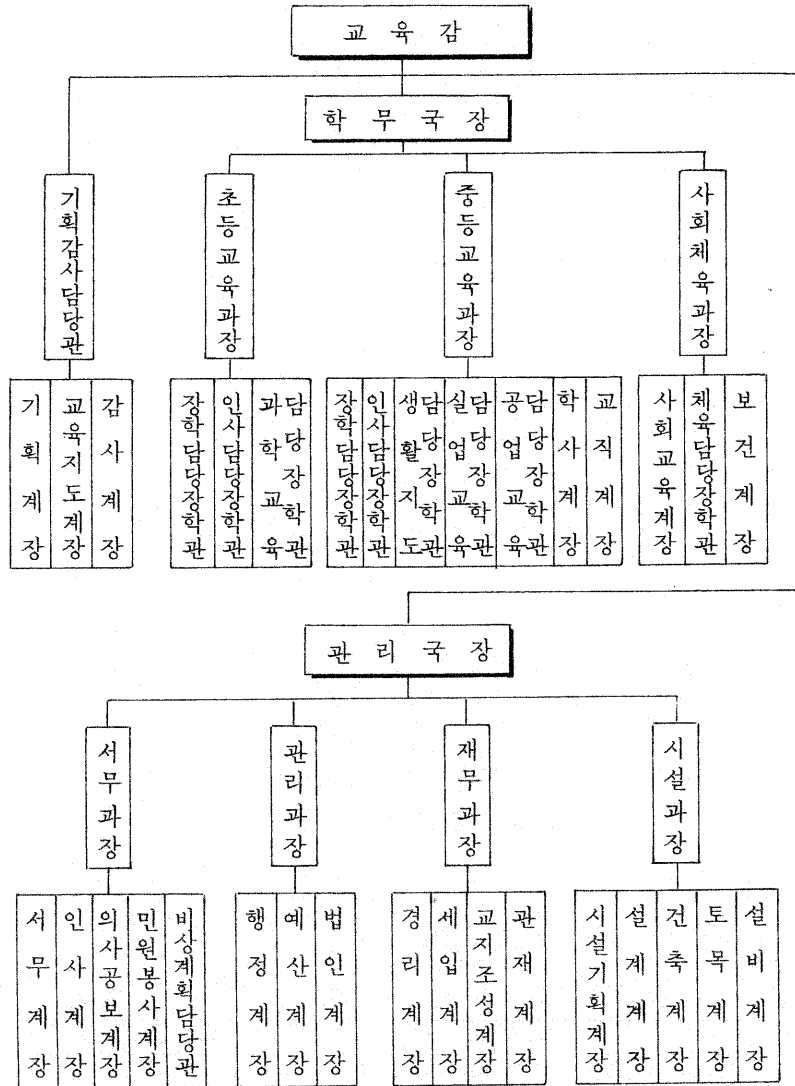 교육감
학무국장
기획감사담당관
초등교육과장
중등교육과장
사회체육과장
기획계장
교육지도계장
감사계장
장학담당장학관
인사담당장학관
과학교육
담당장학관
장학담당장학관
인사담당장학관
생활지도
담당장학관
실업교육
담당장학관
공업교육
담당장학관
학사계장
교직계장
사회교육계장
체육담당장학관
보건계장
관리국장
서무과장
관리과장
재무과장
시설과장
서무계장
인사계장
의사공보계장
민원봉사계장
비상계획담당관
행정계장
예산계장
법인계장
경리계장
세입계장
교지조성계장
관재계장
시설기획계장
설계계장
건축계장
토목계장
설비계장